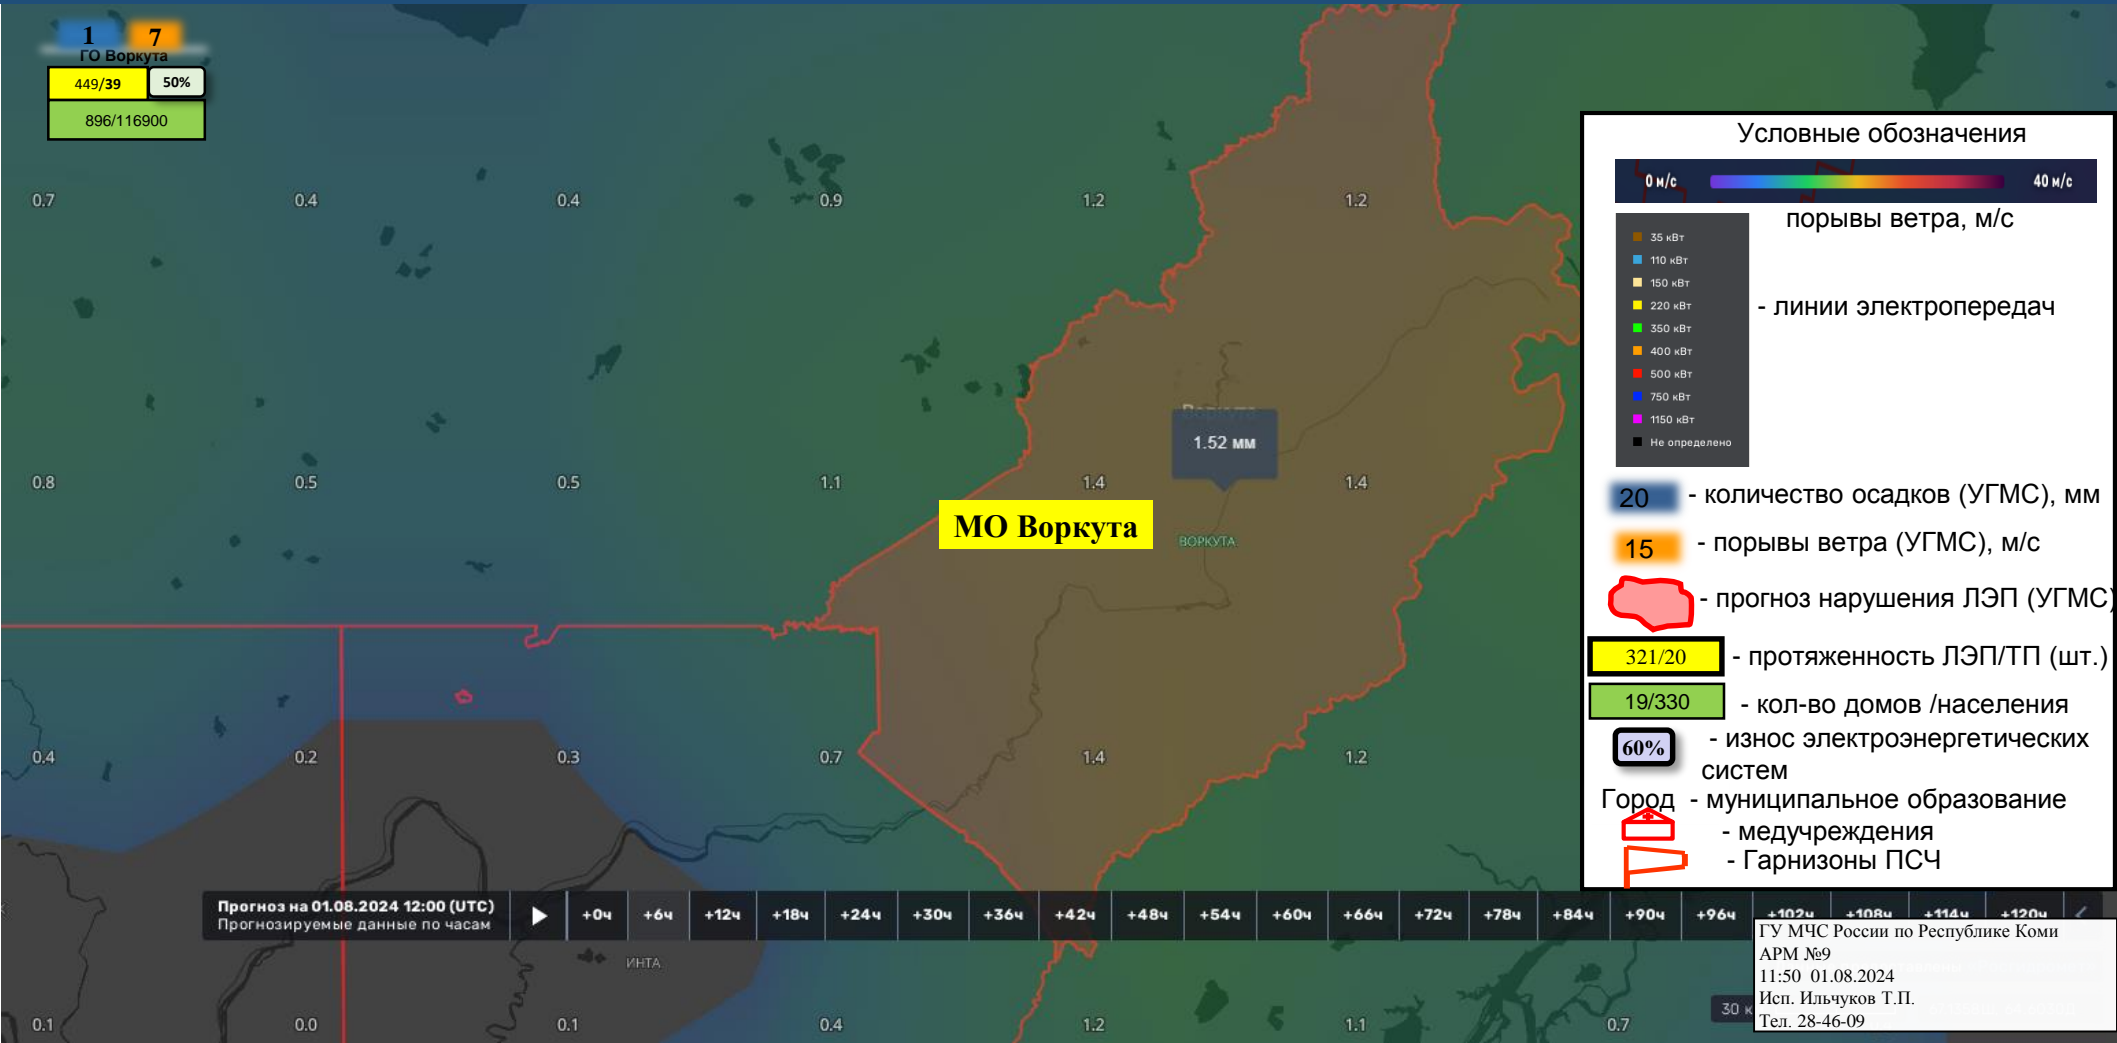 1 7
ГО Воркута
449/39 50%
896/116900
0.7 0.4 0.4 0.9 1.2 1.2
0.8 0.5 0.5 1.1 1.4 1.4
0.4 0.2 0.3 0.7 1.4 1.2
0.1 0.0 0.1 0.4 1.2 1.1 0.7
Воркута
1.52 мм
МО Воркута
ВОРКУТА
ИНТА
Условные обозначения
0 м/с 40 м/с
порывы ветра, м/с
35 кВт
110 кВт
150 кВт
220 кВт
350 кВт
400 кВт
500 кВт
750 кВт
1150 кВт
Не определено
- линии электропередач
20 - количество осадков (УГМС), мм
15 - порывы ветра (УГМС), м/с
- прогноз нарушения ЛЭП (УГМС)
321/20 - протяженность ЛЭП/ТП (шт.)
19/330 - кол-во домов /населения
60% - износ электроэнергетических
систем
Город - муниципальное образование
- медучреждения
- Гарнизоны ПСЧ
Прогноз на 01.08.2024 12:00 (UTC)
Прогнозируемые данные по часам
+0ч +6ч +12ч +18ч +24ч +30ч +36ч +42ч +48ч +54ч +60ч +66ч +72ч +78ч +84ч +90ч +96ч +102ч +108ч +114ч +120ч
30 к
ГУ МЧС России по Республике Коми
АРМ №9
11:50 01.08.2024
Исп. Ильчуков Т.П.
Тел. 28-46-09